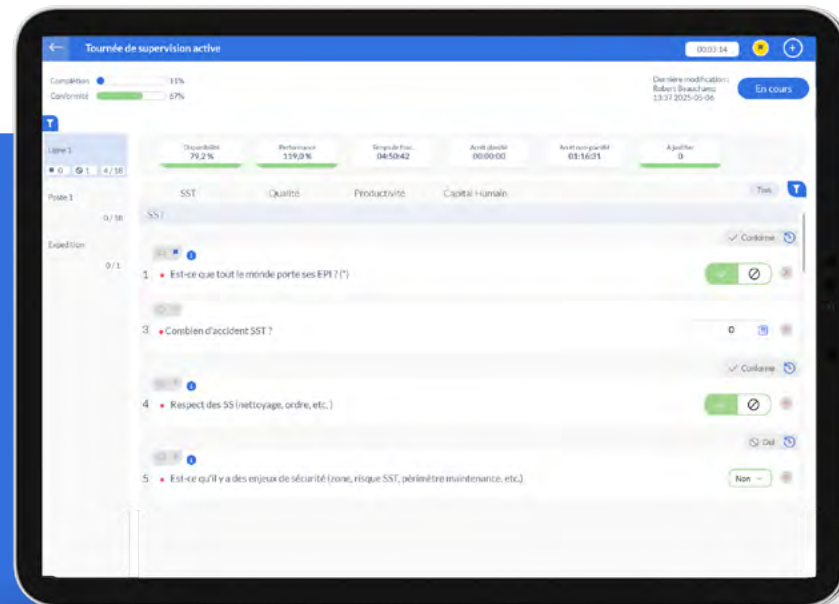 Tournée de supervision active
00:03:14
Complétion 11%
Conformité 67%
Dernière modification:
Robert Beauchamp
13:37 2025-05-06
En cours
Ligne 1
0 1 4/18
Poste 1
0/18
Expédition
0/1
Disponibilité
79,2 %
Performance
119,0 %
Temps de fonc.
04:50:42
Arrêt planifié
00:00:00
Arrêt non-planifié
01:16:31
À justifier
0
SST Qualité Productivité Capital Humain Tous
SST
Conforme
1 • Est-ce que tout le monde porte ses EPI ? (*)
3 • Combien d'accident SST ? 0
Conforme
4 • Respect des 5S (nettoyage, ordre, etc. )
Oui
5 • Est-ce qu'il y a des enjeux de sécurité (zone, risque SST, périmètre maintenance, etc.) Non